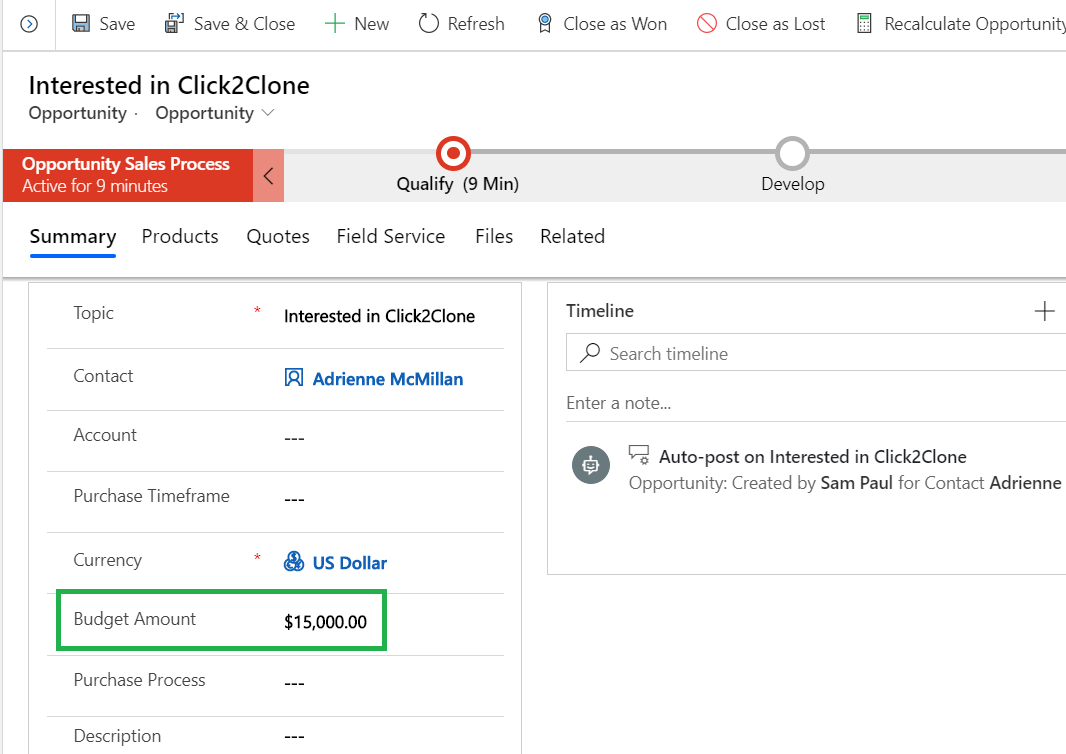 Save Save & Close New Refresh Close as Won Close as Lost Recalculate Opportunity
Interested in Click2Clone
Opportunity · Opportunity
Opportunity Sales Process
Active for 9 minutes
Qualify (9 Min)
Develop
Summary Products Quotes Field Service Files Related
Topic * Interested in Click2Clone
Contact Adrienne McMillan
Account ---
Purchase Timeframe ---
Currency * US Dollar
Budget Amount $15,000.00
Purchase Process ---
Description ---
Timeline
Search timeline
Enter a note...
Auto-post on Interested in Click2Clone
Opportunity: Created by Sam Paul for Contact Adrienne